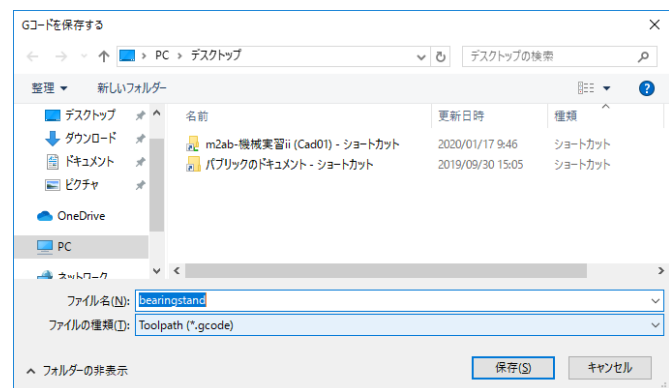 Gコードを保存する
PC > デスクトップ
デスクトップの検索
整理 新しいフォルダー
デスクトップ
ダウンロード
ドキュメント
ピクチャ
OneDrive
PC
ネットワーク
名前 更新日時 種類
m2ab-機械実習ii (Cad01) - ショートカット 2020/01/17 9:46 ショートカット
パブリックのドキュメント - ショートカット 2019/09/30 15:05 ショートカット
ファイル名(N): bearingstand
ファイルの種類(T): Toolpath (*.gcode)
フォルダーの非表示
保存(S) キャンセル